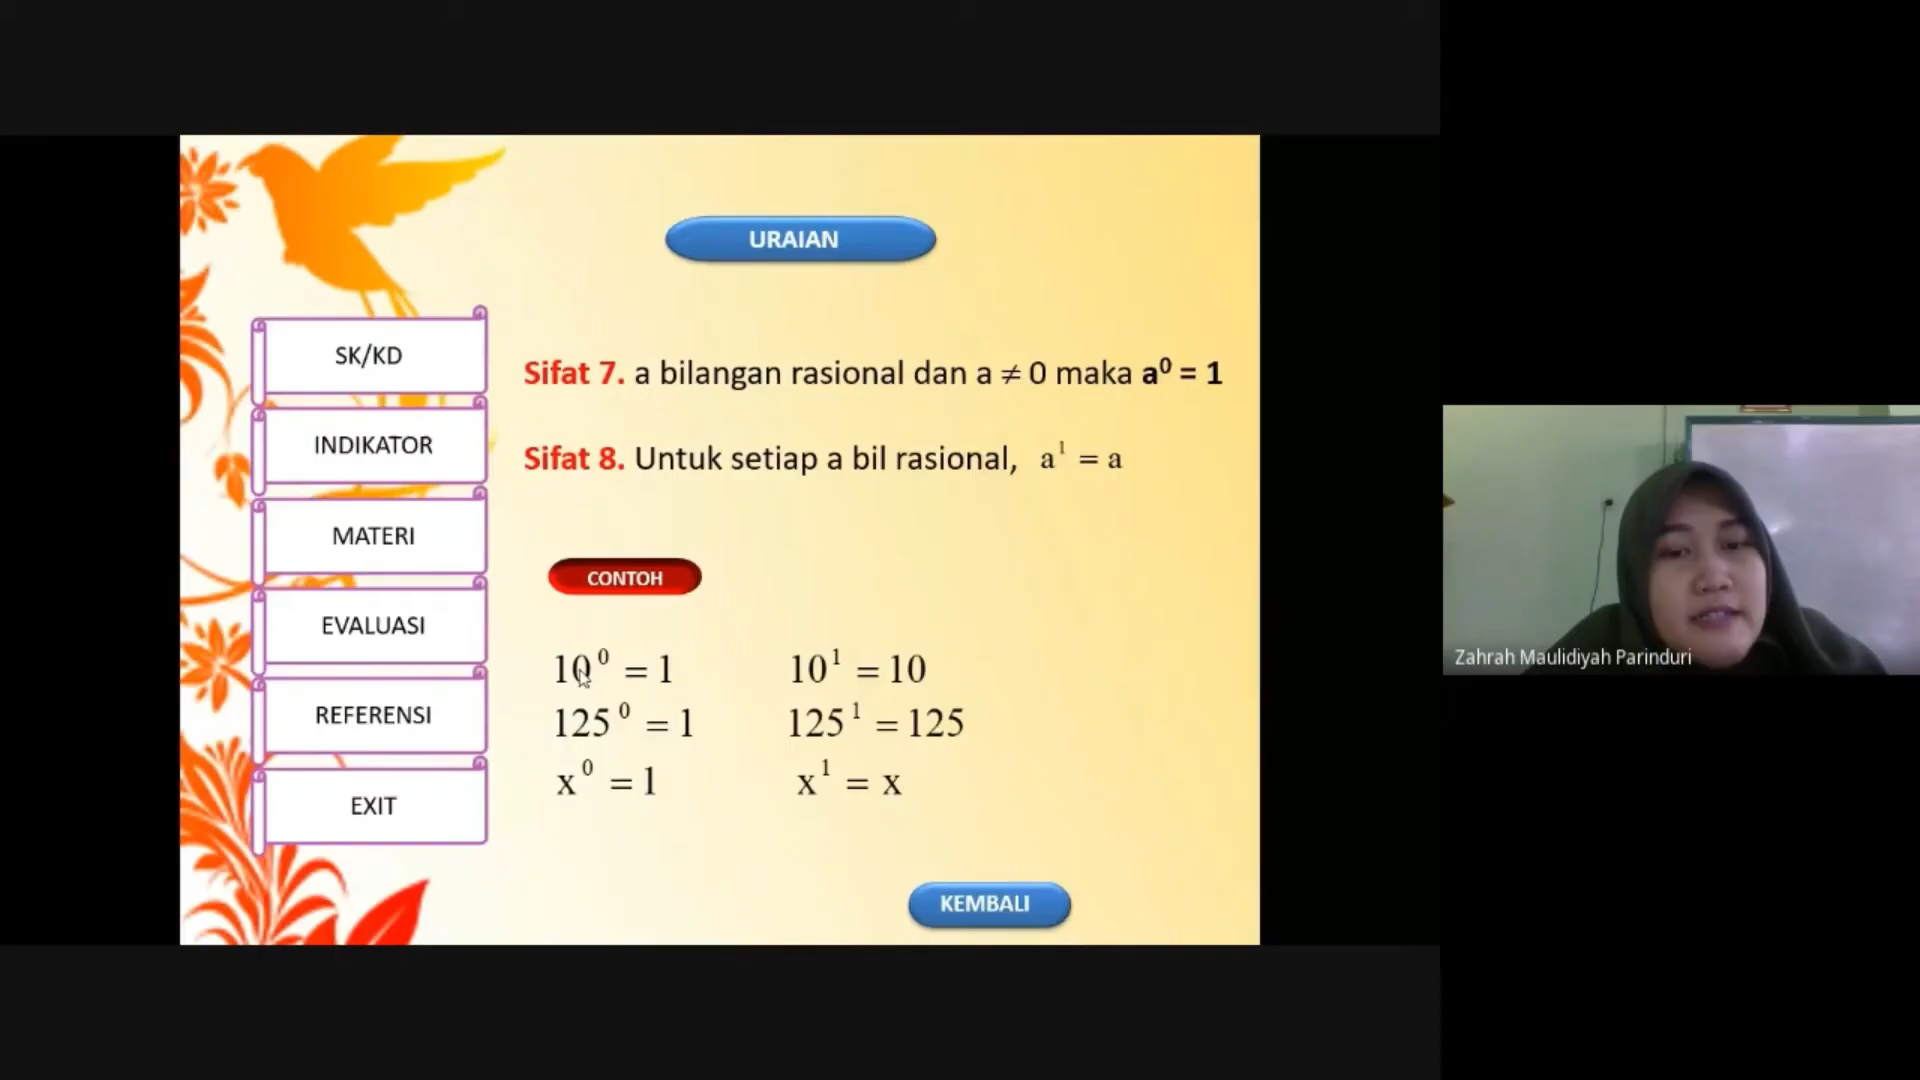 URAIAN
SK/KD
INDIKATOR
MATERI
EVALUASI
REFERENSI
EXIT
Sifat 7. a bilangan rasional dan a ≠ 0 maka a⁰ = 1
Sifat 8. Untuk setiap a bil rasional, a¹ = a
CONTOH
10⁰ = 1 10¹ = 10
125⁰ = 1 125¹ = 125
x⁰ = 1 x¹ = x
KEMBALI
Zahrah Maulidiyah Parinduri